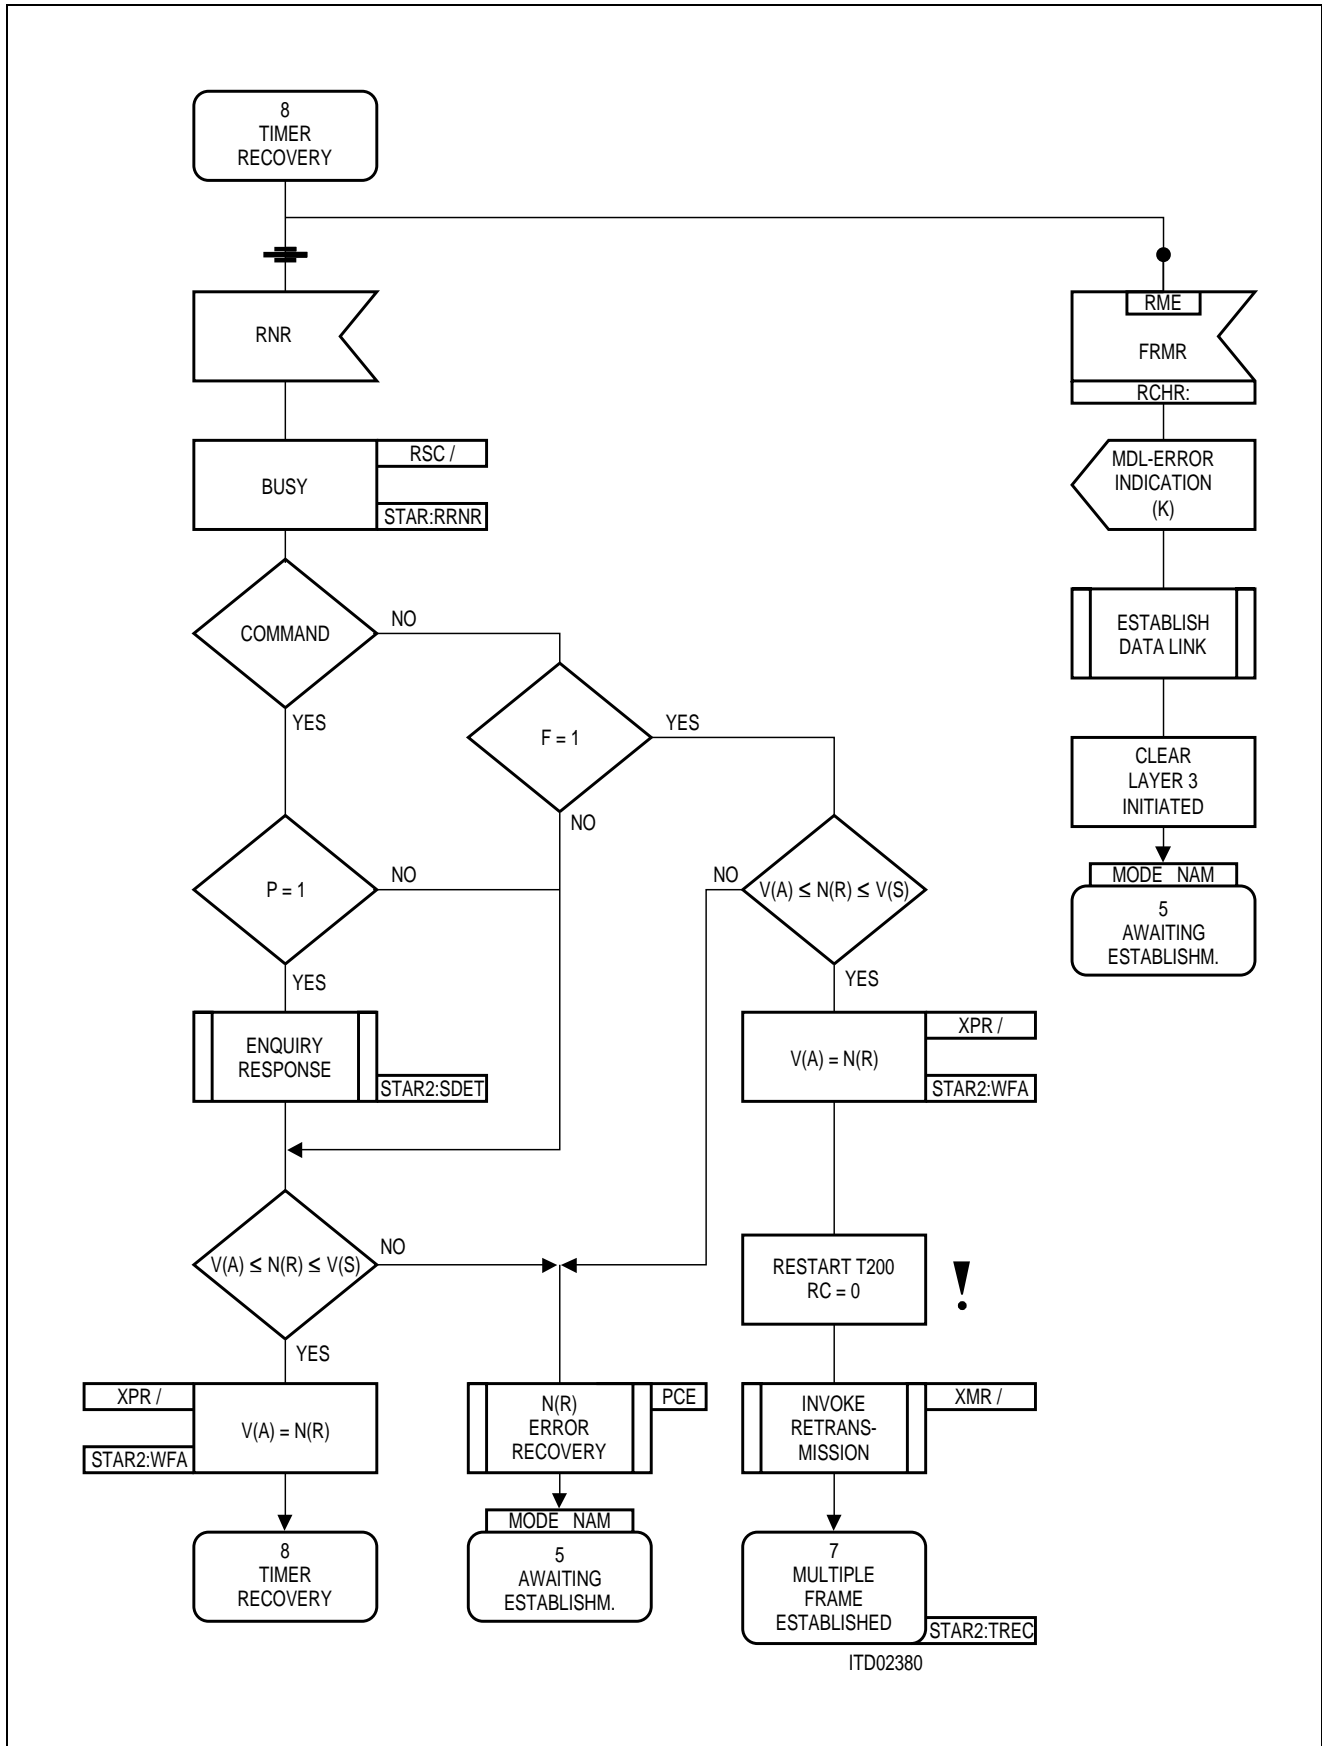 8
TIMER
RECOVERY
RNR
RME
FRMR
RCHR:
BUSY
RSC /
STAR:RRNR
MDL-ERROR
INDICATION
(K)
COMMAND
NO
YES
ESTABLISH
DATA LINK
F = 1
YES
NO
CLEAR
LAYER 3
INITIATED
P = 1
NO
YES
NO
V(A) ≤ N(R) ≤ V(S)
YES
MODE NAM
5
AWAITING
ESTABLISHM.
ENQUIRY
RESPONSE
STAR2:SDET
V(A) = N(R)
XPR /
STAR2:WFA
V(A) ≤ N(R) ≤ V(S)
NO
YES
RESTART T200
RC = 0
!
XPR /
V(A) = N(R)
STAR2:WFA
N(R)
ERROR
RECOVERY
PCE
INVOKE
RETRANS-
MISSION
XMR /
8
TIMER
RECOVERY
MODE NAM
5
AWAITING
ESTABLISHM.
7
MULTIPLE
FRAME
ESTABLISHED
STAR2:TREC
ITD02380